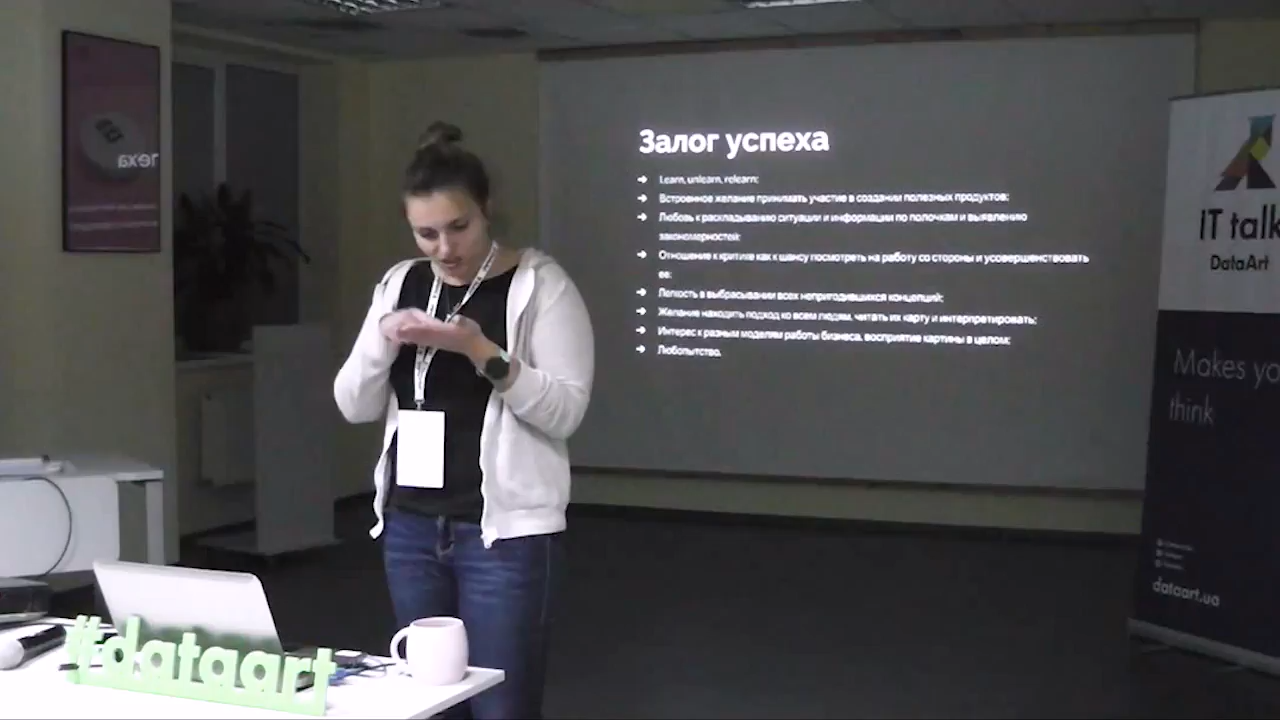 Залог успеха
➔ Learn, unlearn, relearn;
➔ Встроенное желание принимать участие в создании полезных продуктов;
➔ Любовь к раскладыванию ситуации и информации по полочкам и выявлению
закономерностей;
➔ Отношение к критике как к шансу посмотреть на работу со стороны и усовершенствовать
ее;
➔ Легкость в выбрасывании всех непригодившихся концепций;
➔ Желание находить подход ко всем людям, читать их карту и интерпретировать;
➔ Интерес к разным моделям работы бизнеса, восприятие картины в целом;
➔ Любопытство.
IT talk
DataArt
Makes yo
think
dataart.ua
#dataart